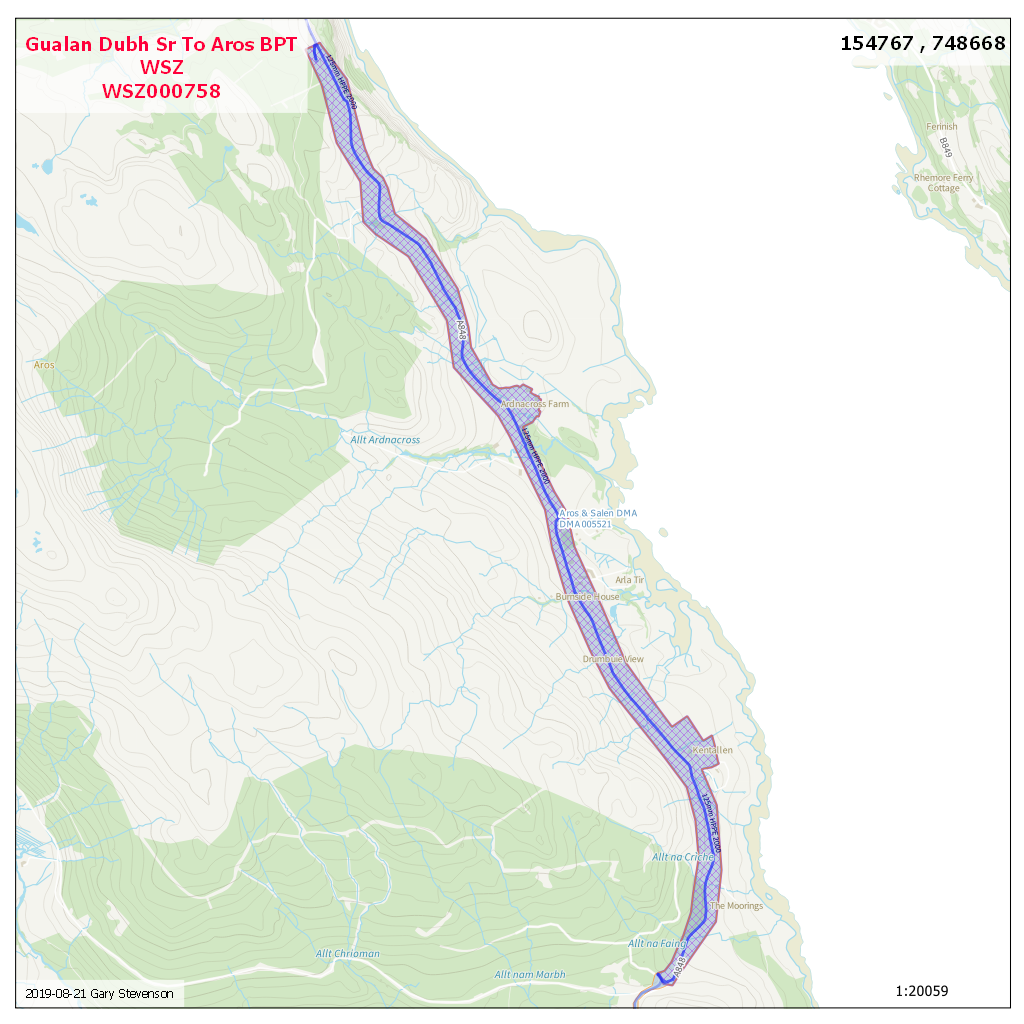 Gualan Dubh Sr To Aros BPT
WSZ
WSZ000758
154767 , 748668
125mm HPPE 2000
Ferinish
B849
Rhemore Ferry
Cottage
A848
Aros
Ardnacross Farm
Allt Ardnacross
125mm HPPE 2000
Aros & Salen DMA
DMA005521
Arla Tir
Burnside House
Drumbuie View
Kentallen
125mm HPPE 2000
Allt na Criche
The Moorings
Allt na Faing
Allt Chrioman
A848
Allt nam Marbh
2019-08-21 Gary Stevenson
1:20059